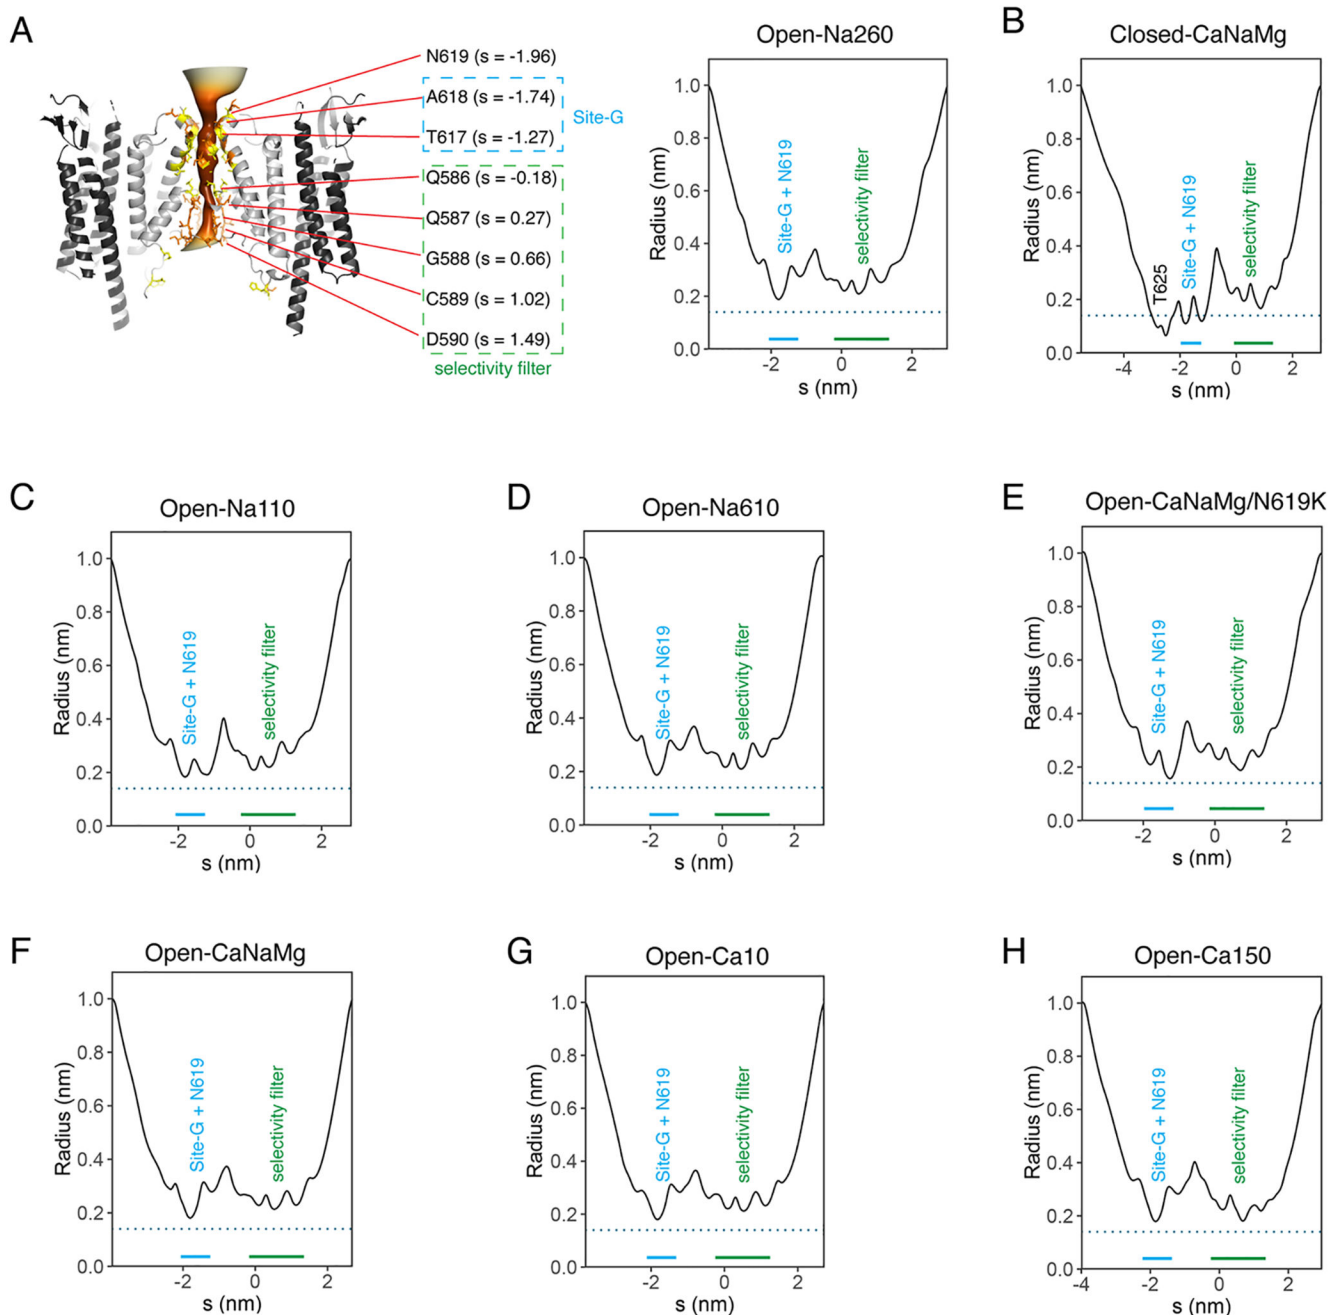 A
N619 (s = -1.96)
A618 (s = -1.74)
T617 (s = -1.27)
Site-G
Q586 (s = -0.18)
Q587 (s = 0.27)
G588 (s = 0.66)
C589 (s = 1.02)
D590 (s = 1.49)
selectivity filter
Open-Na260
Radius (nm)
1.0
0.8
0.6
0.4
0.2
0.0
Site-G + N619
selectivity filter
-2 0 2
s (nm)
B
Closed-CaNaMg
Radius (nm)
1.0
0.8
0.6
0.4
0.2
0.0
T625
Site-G + N619
selectivity filter
-4 -2 0 2
s (nm)
C
Open-Na110
Radius (nm)
1.0
0.8
0.6
0.4
0.2
0.0
Site-G + N619
selectivity filter
-2 0 2
s (nm)
D
Open-Na610
Radius (nm)
1.0
0.8
0.6
0.4
0.2
0.0
Site-G + N619
selectivity filter
-2 0 2
s (nm)
E
Open-CaNaMg/N619K
Radius (nm)
1.0
0.8
0.6
0.4
0.2
0.0
Site-G + N619
selectivity filter
-2 0 2
s (nm)
F
Open-CaNaMg
Radius (nm)
1.0
0.8
0.6
0.4
0.2
0.0
Site-G + N619
selectivity filter
-2 0 2
s (nm)
G
Open-Ca10
Radius (nm)
1.0
0.8
0.6
0.4
0.2
0.0
Site-G + N619
selectivity filter
-2 0 2
s (nm)
H
Open-Ca150
Radius (nm)
1.0
0.8
0.6
0.4
0.2
0.0
Site-G + N619
selectivity filter
-4 -2 0 2
s (nm)